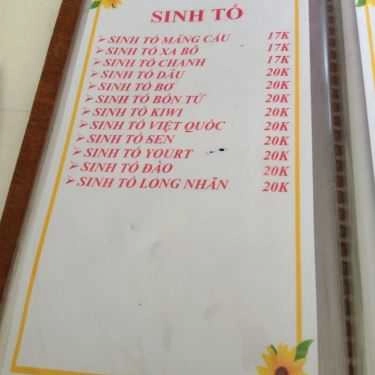 SINH TỐ
SINH TỐ MÃNG CẦU 17K
SINH TỐ XA BÔ 17K
SINH TỐ CHANH 17K
SINH TỐ DÂU 20K
SINH TỐ BƠ 20K
SINH TỐ BÒN TỪ 20K
SINH TỐ KIWI 20K
SINH TỐ VIỆT QUỐC 20K
SINH TỐ SEN 20K
SINH TỐ YOURT 20K
SINH TỐ ĐÀO 20K
SINH TỐ LONG NHÃN 20K